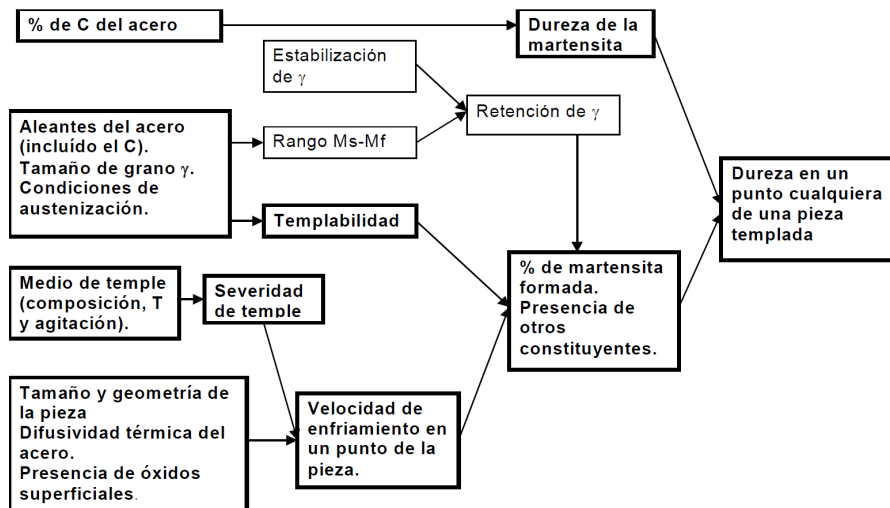 % de C del acero
Dureza de la
martensita
Estabilización
de γ
Retención de γ
Aleantes del acero
(incluído el C).
Tamaño de grano γ.
Condiciones de
austenización.
Rango Ms-Mf
Templabilidad
Dureza en un
punto cualquiera
de una pieza
templada
Medio de temple
(composición, T
y agitación).
Severidad
de temple
% de martensita
formada.
Presencia de
otros
constituyentes.
Tamaño y geometría de
la pieza
Difusividad térmica del
acero.
Presencia de óxidos
superficiales.
Velocidad de
enfriamiento en
un punto de la
pieza.